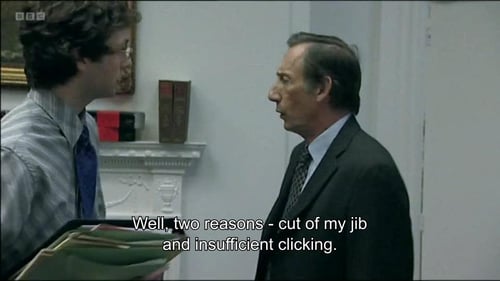 BBC
Well, two reasons - cut of my jib
and insufficient clicking.